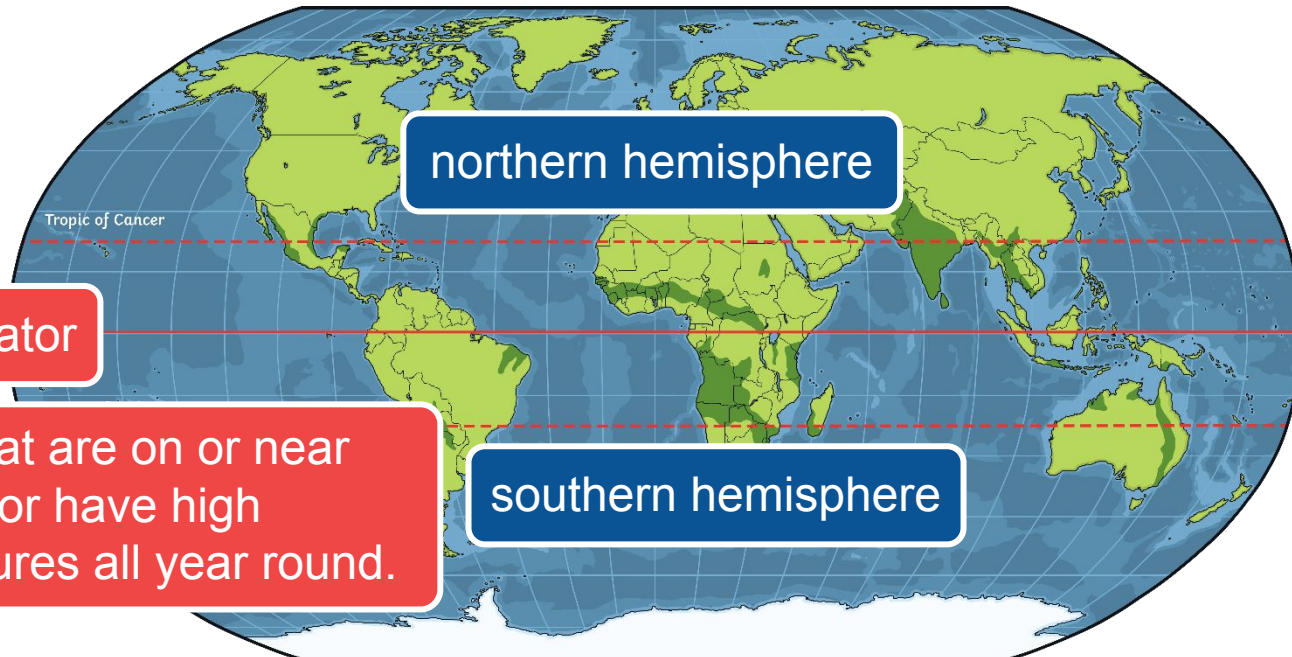 northern hemisphere
Tropic of Cancer
ator
at are on or near
or have high
ures all year round.
southern hemisphere